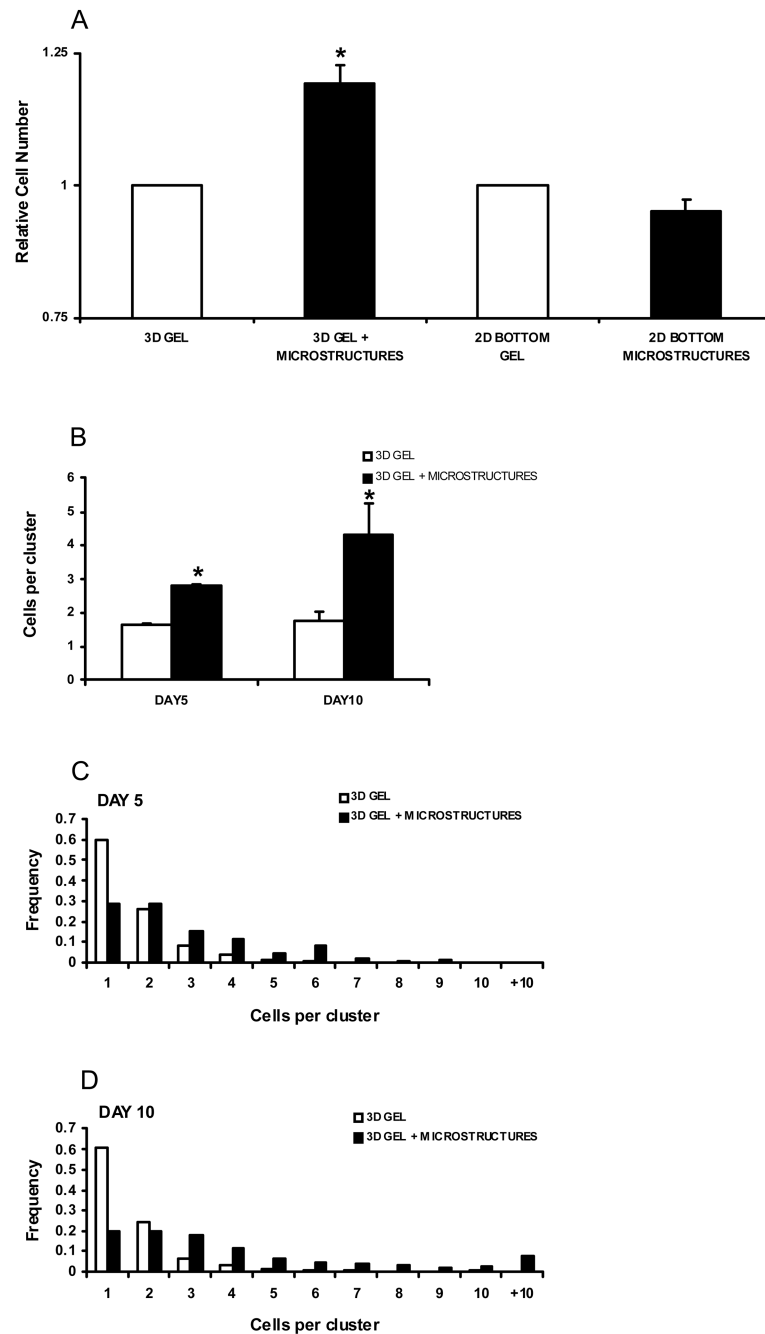 A
1.25
*
1
0.75
Relative Cell Number
3D GEL
3D GEL +
MICROSTRUCTURES
2D BOTTOM
GEL
2D BOTTOM
MICROSTRUCTURES
B
3D GEL
3D GEL + MICROSTRUCTURES
6
5
4
3
2
1
0
Cells per cluster
*
*
DAY5
DAY10
C
DAY 5
3D GEL
3D GEL + MICROSTRUCTURES
0.7
0.6
0.5
0.4
0.3
0.2
0.1
0
Frequency
1 2 3 4 5 6 7 8 9 10 +10
Cells per cluster
D
DAY 10
3D GEL
3D GEL + MICROSTRUCTURES
0.7
0.6
0.5
0.4
0.3
0.2
0.1
0
Frequency
1 2 3 4 5 6 7 8 9 10 +10
Cells per cluster